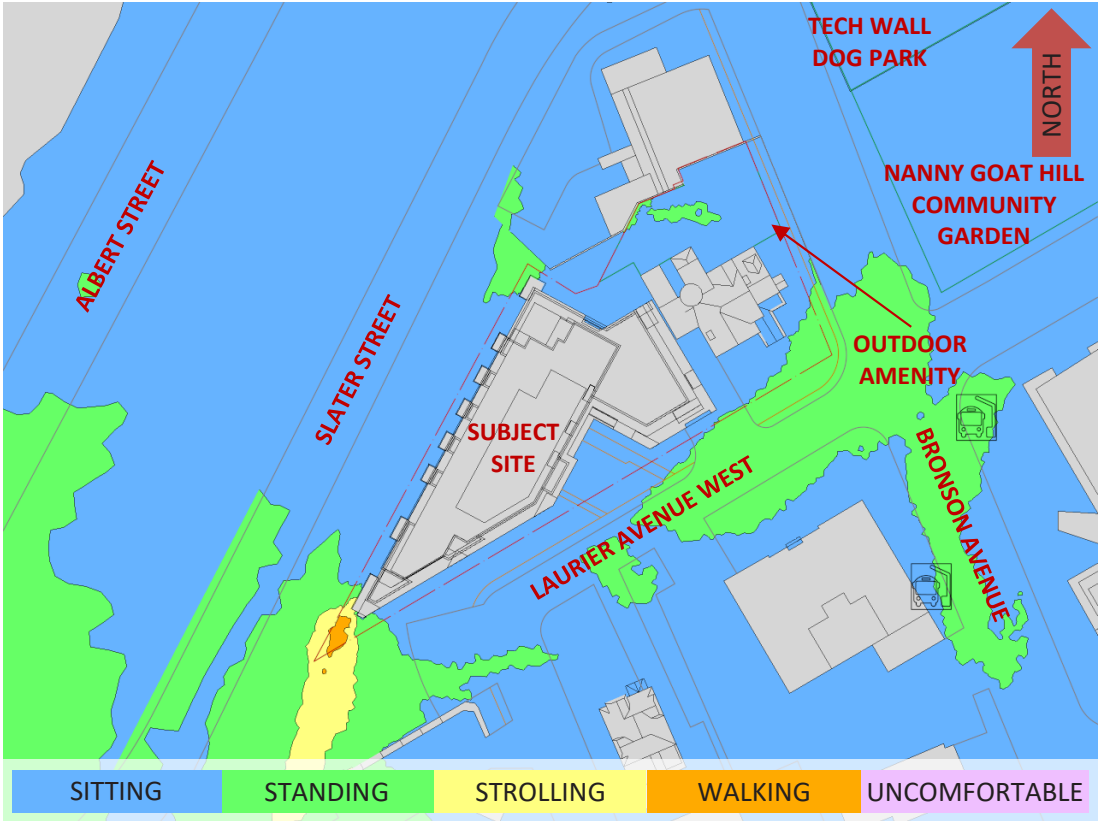 TECH WALL
DOG PARK
NORTH
NANNY GOAT HILL
COMMUNITY
GARDEN
ALBERT STREET
SLATER STREET
OUTDOOR
AMENITY
SUBJECT
SITE
LAURIER AVENUE WEST
BRONSON AVENUE
SITTING
STANDING
STROLLING
WALKING
UNCOMFORTABLE